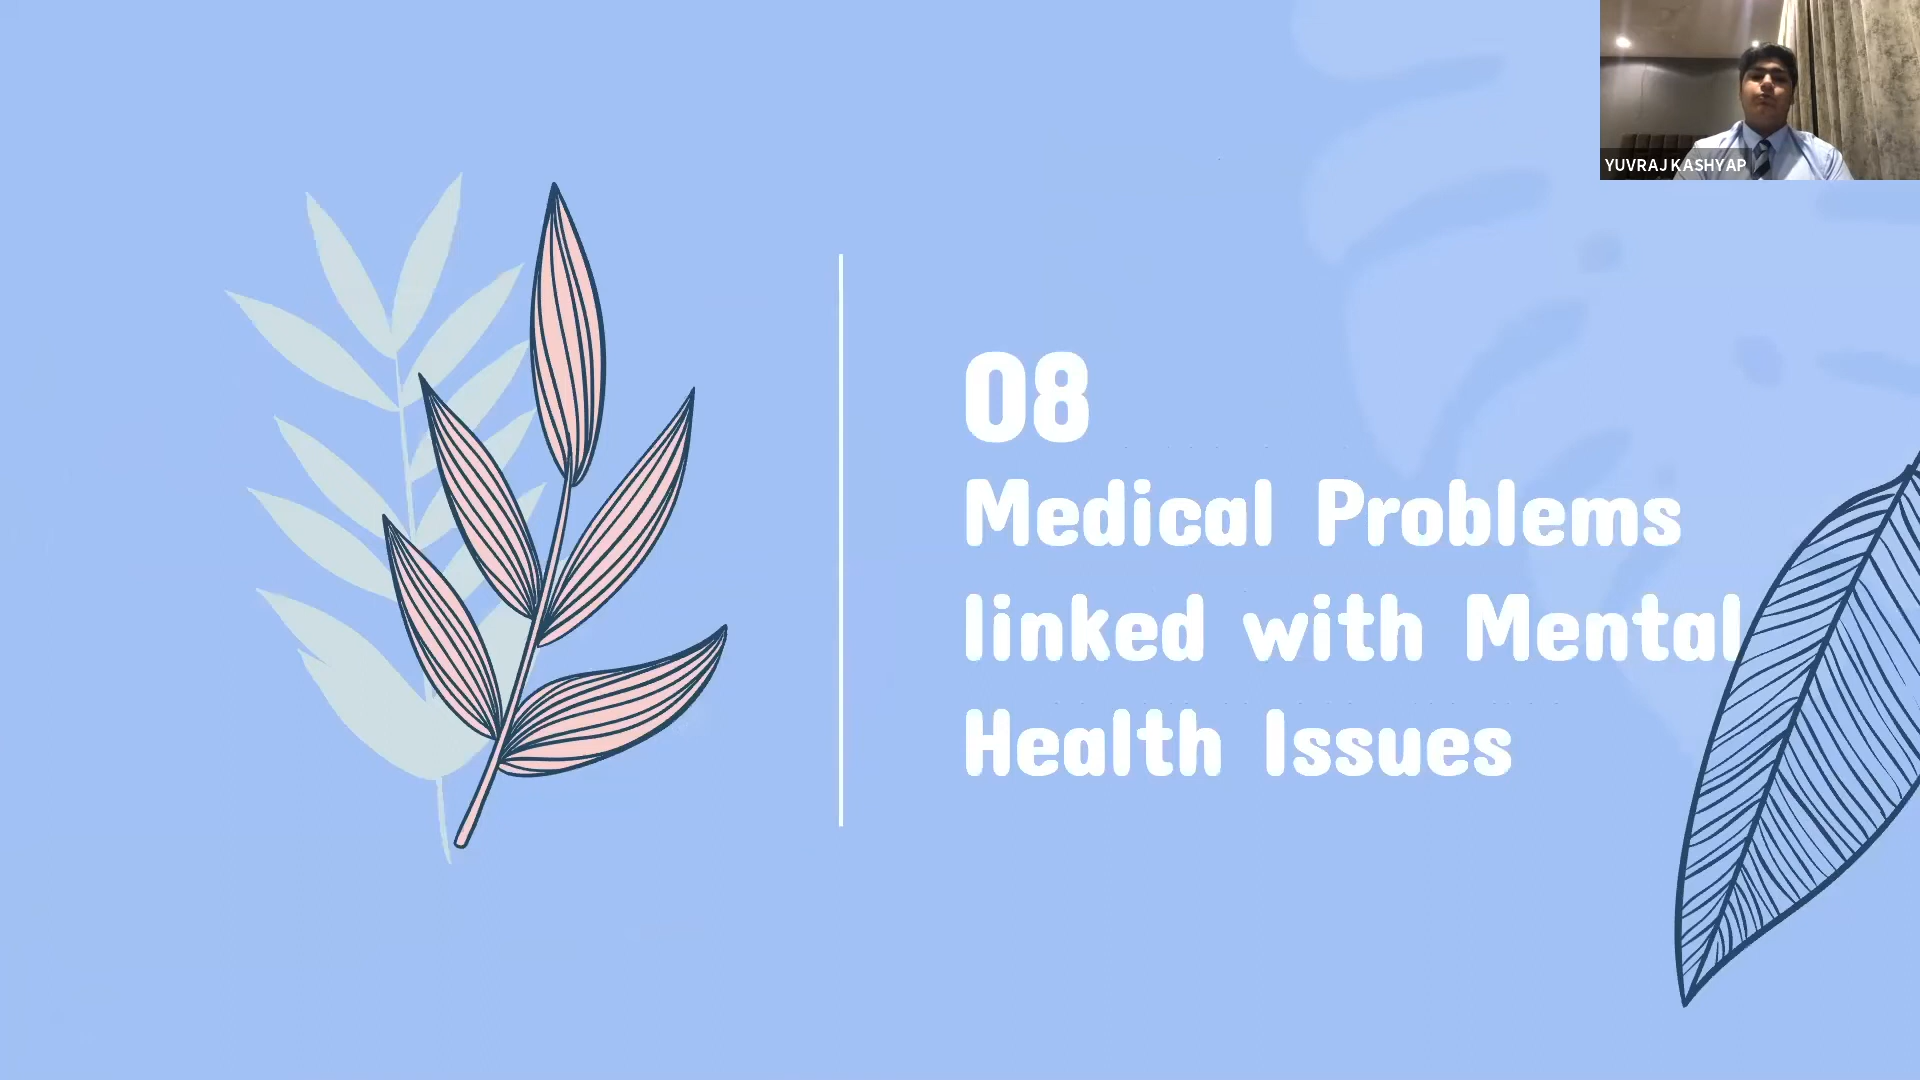 YUVRAJ KASHYAP
08
Medical Problems
linked with Mental
Health Issues